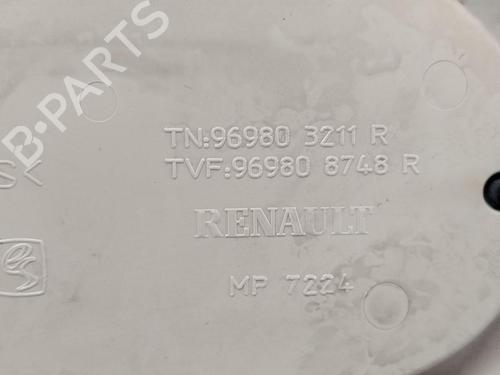 B-PARTS
TN:96980 3211 R
TVF:96980 8748 R
S<
RENAULT
MP 7224